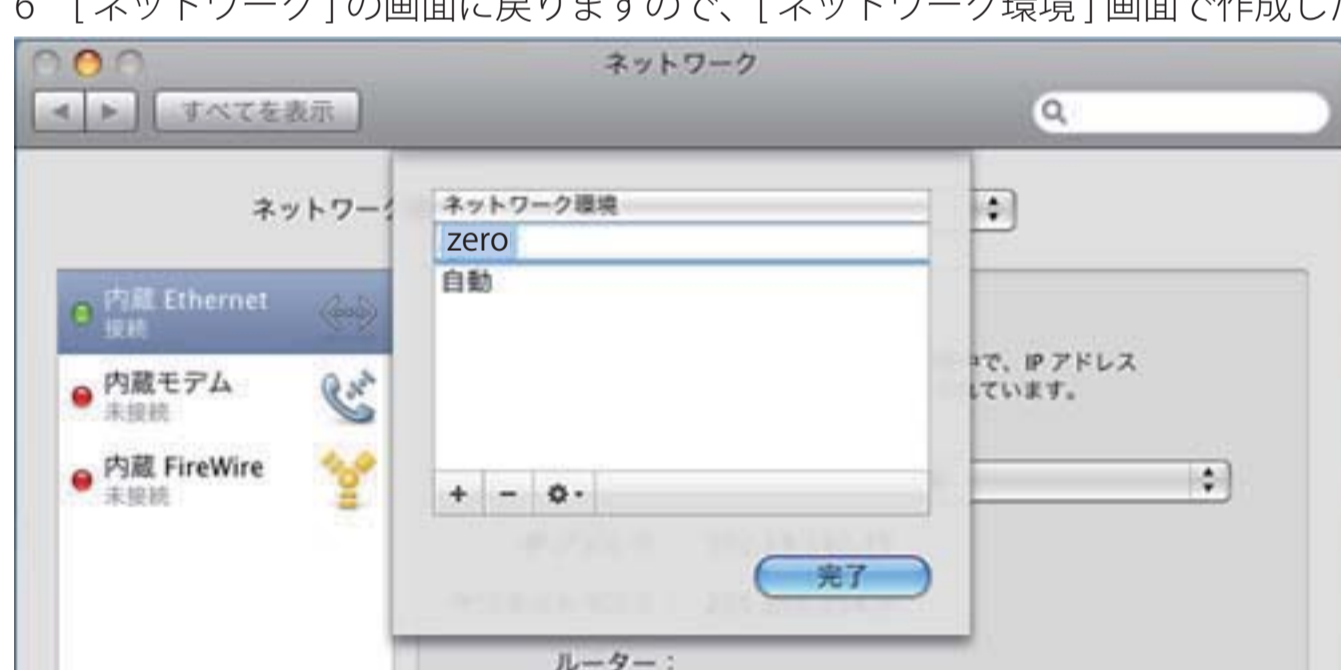 6 [ネットワーク]の画面に戻りますので、[ネットワーク環境]画面で作成した
ネットワーク
すべてを表示
ネットワーク
ネットワーク環境
zero
自動
内蔵 Ethernet
接続
で、IP アドレス
れています。
内蔵モデム
未接続
内蔵 FireWire
未接続
+ -
完了
ルーター: